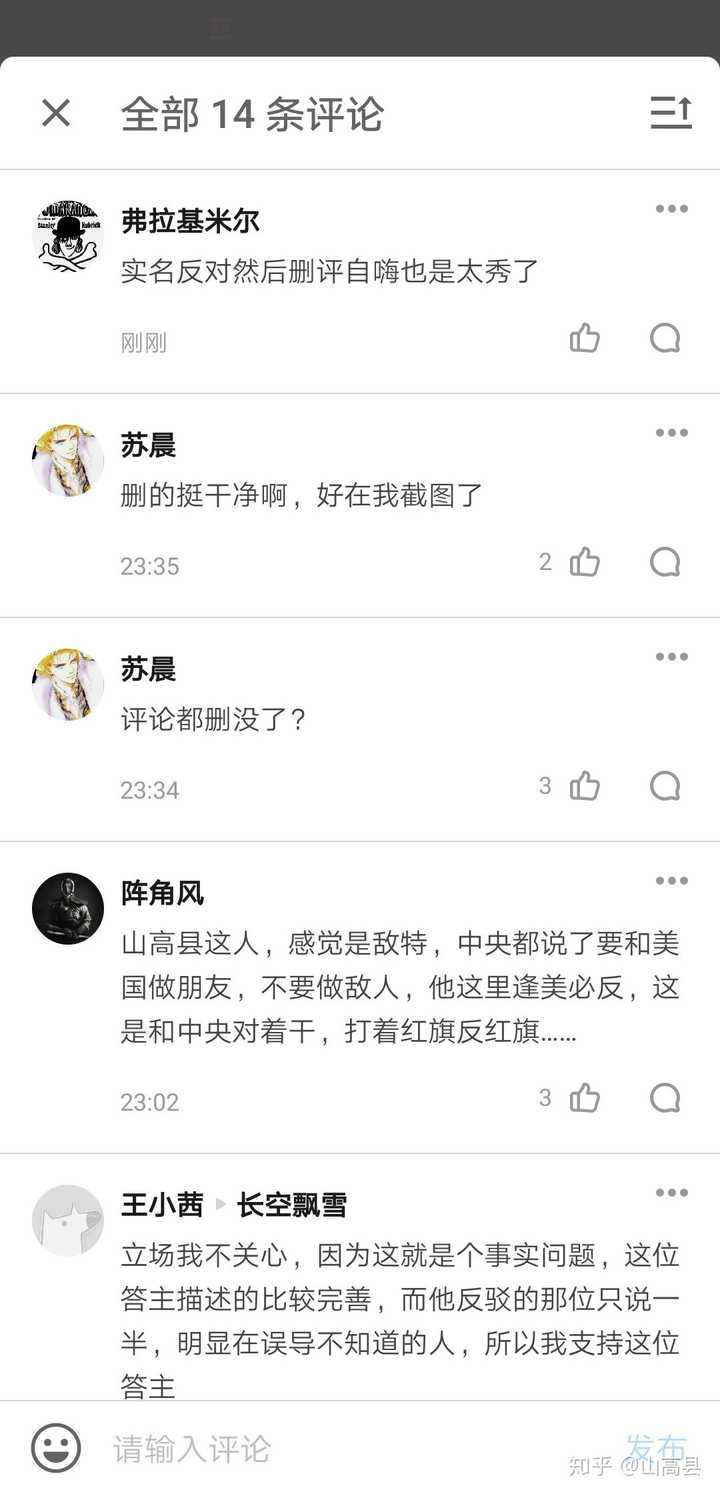 全部 14 条评论
弗拉基米尔
实名反对然后删评自嗨也是太秀了
刚刚
苏晨
删的挺干净啊，好在我截图了
23:35
2
苏晨
评论都删没了？
23:34
3
阵角风
山高县这人，感觉是敌特，中央都说了要和美
国做朋友，不要做敌人，他这里逢美必反，这
是和中央对着干，打着红旗反红旗……
23:02
3
王小茜 ▸ 长空飘雪
立场我不关心，因为这就是个事实问题，这位
答主描述的比较完善，而他反驳的那位只说一
半，明显在误导不知道的人，所以我支持这位
答主
请输入评论
发布
知乎 @山高县